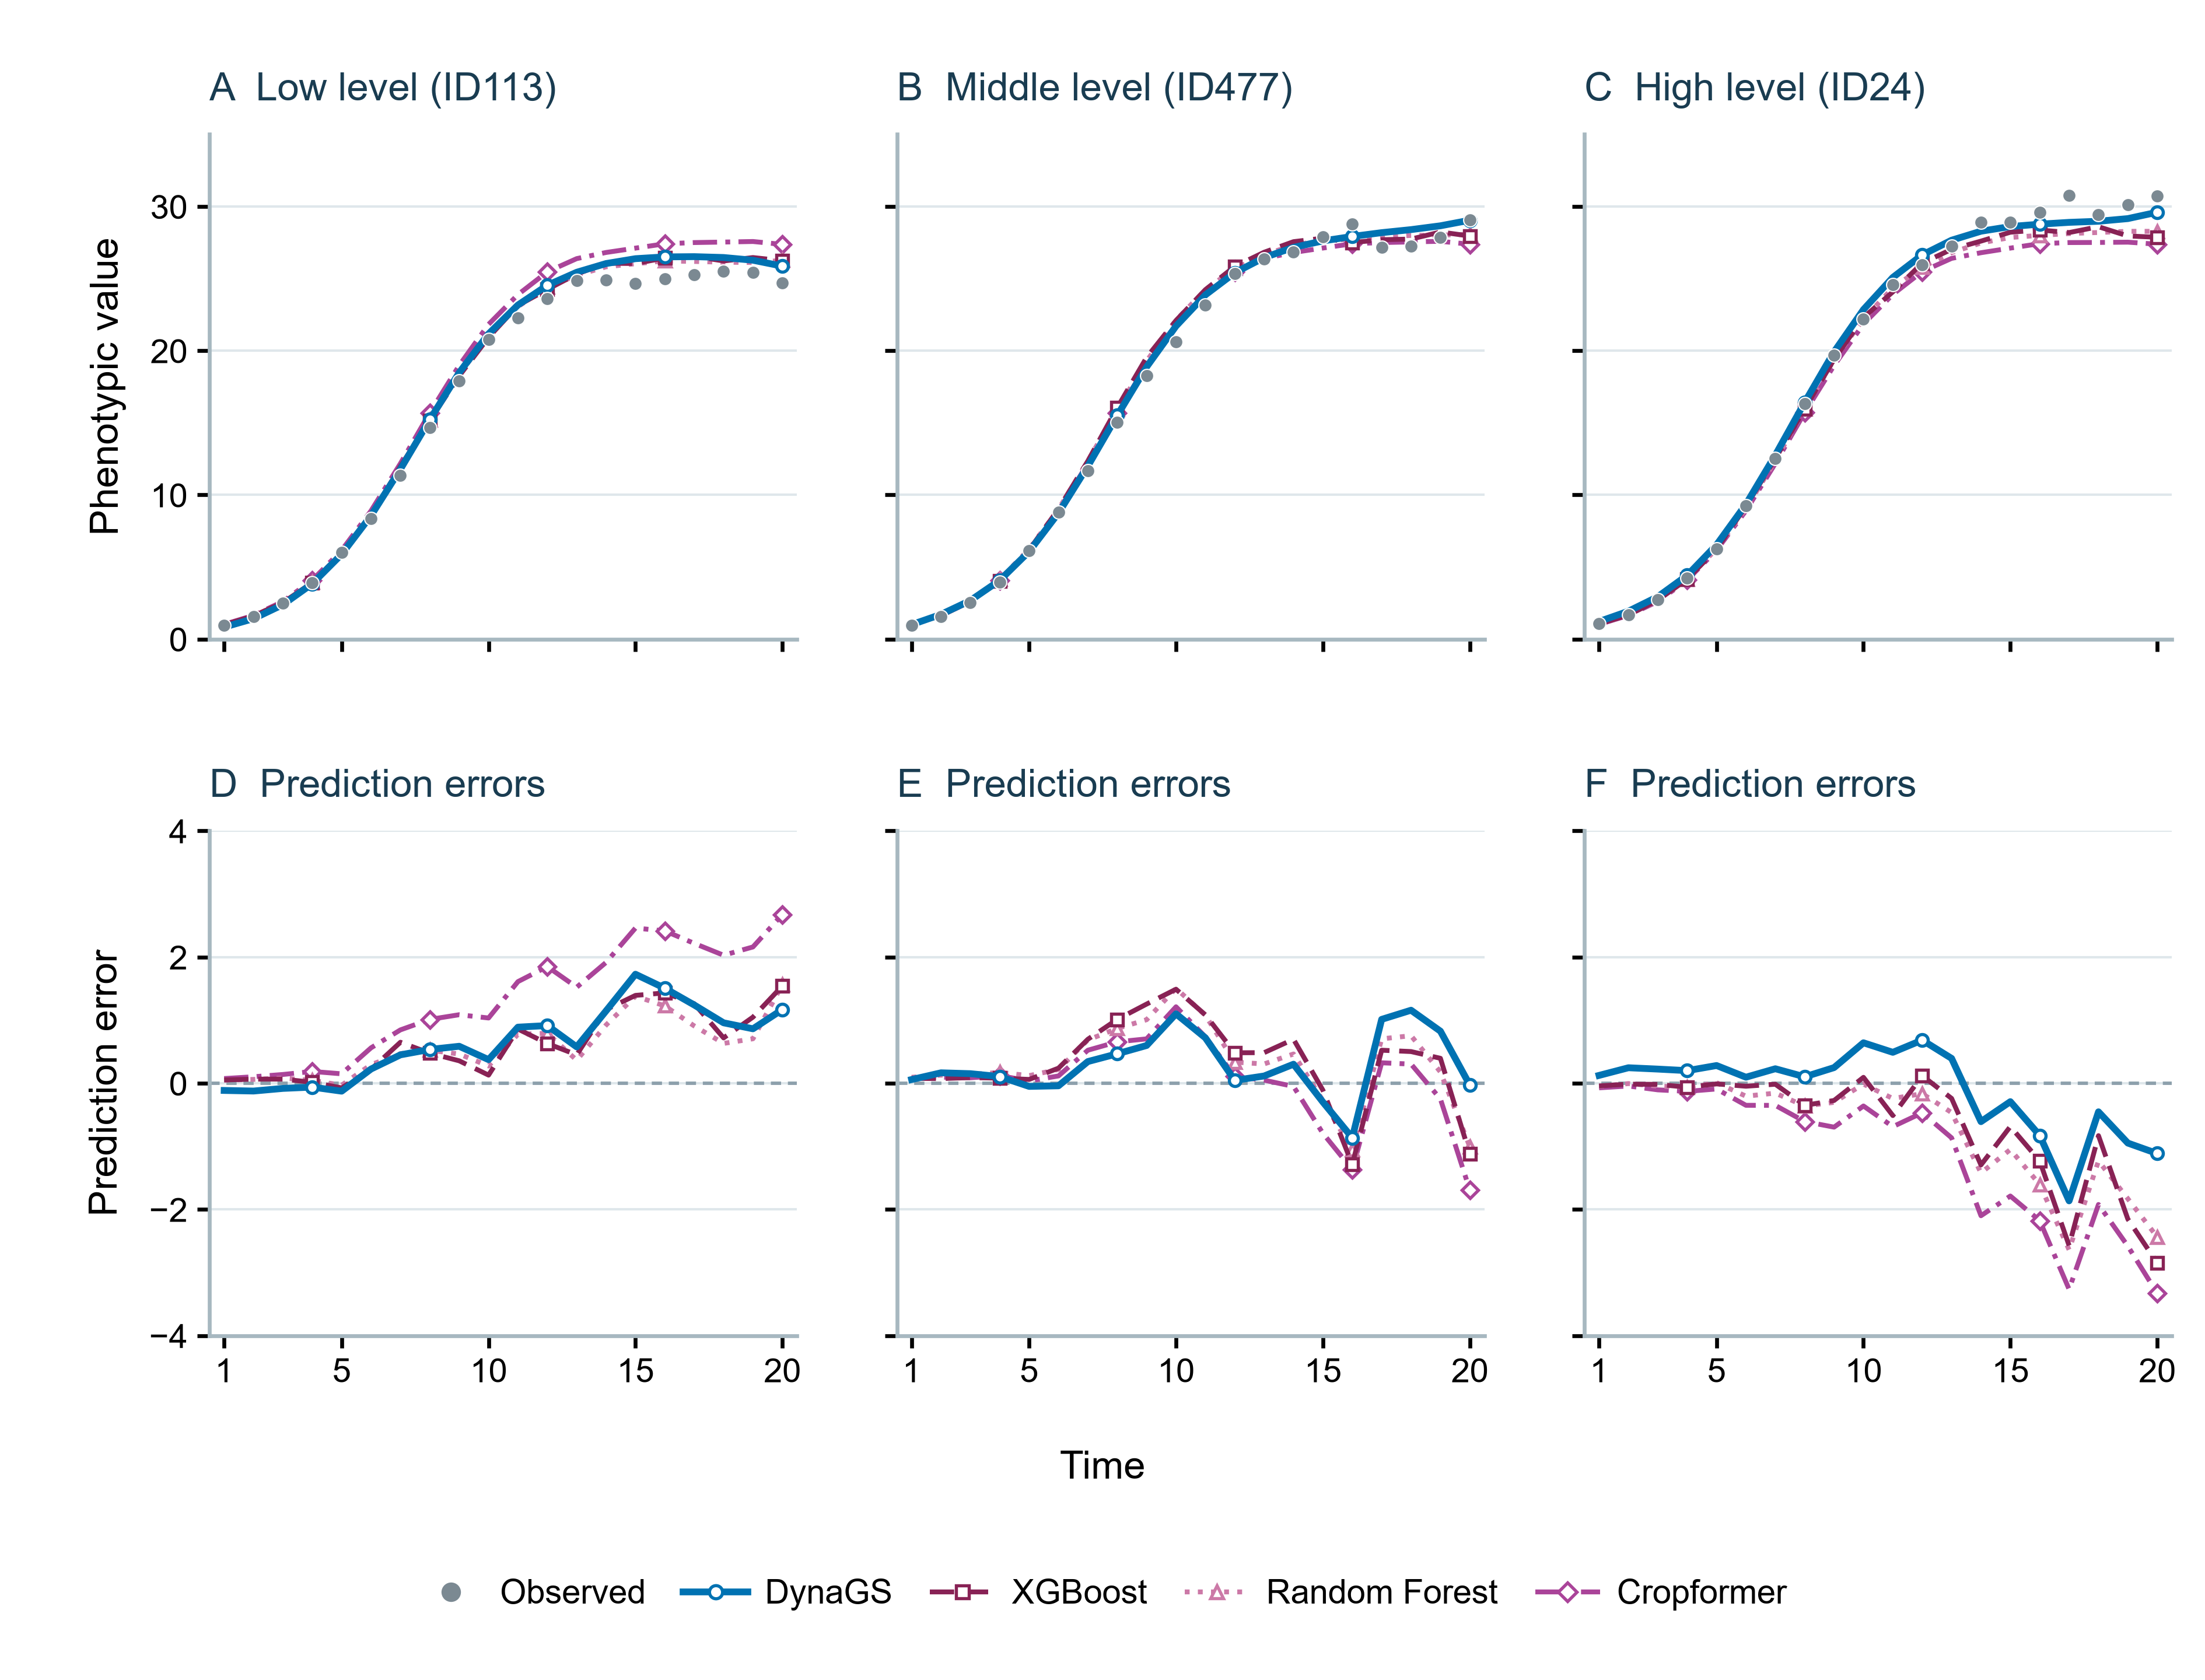 A Low level (ID113)
B Middle level (ID477)
C High level (ID24)
Phenotypic value
30
20
10
0
D Prediction errors
E Prediction errors
F Prediction errors
Prediction error
4
2
0
−2
−4
1 5 10 15 20
1 5 10 15 20
1 5 10 15 20
Time
Observed DynaGS XGBoost Random Forest Cropformer